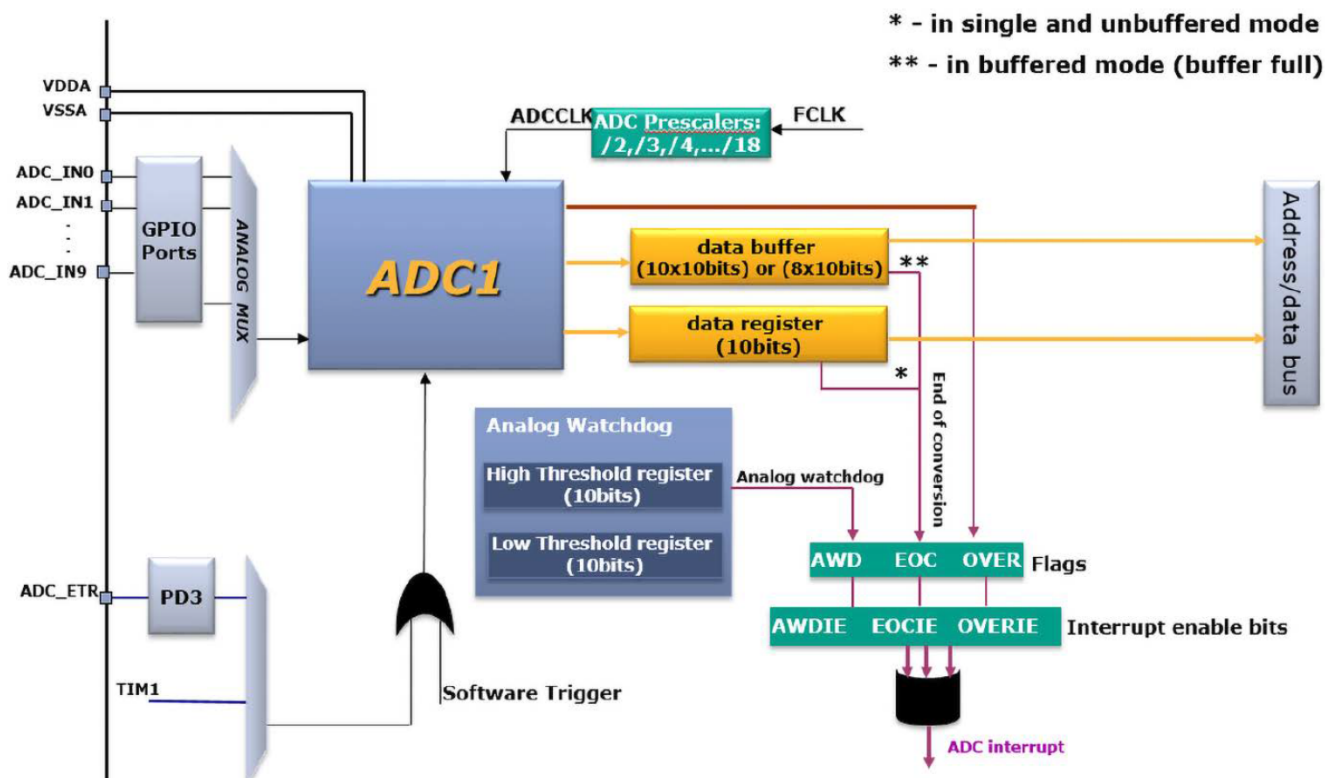 * - in single and unbuffered mode
** - in buffered mode (buffer full)
VDDA
VSSA
ADCCLK
ADC Prescalers:
/2,/3,/4,.../18
FCLK
ADC_IN0
ADC_IN1
ADC_IN9
GPIO
Ports
ANALOG MUX
ADC1
data buffer
(10x10bits) or (8x10bits)
**
data register
(10bits)
*
Address/data bus
End of conversion
Analog Watchdog
High Threshold register
(10bits)
Low Threshold register
(10bits)
Analog watchdog
AWD EOC OVER
Flags
AWDIE EOCIE OVERIE
Interrupt enable bits
ADC_ETR
PD3
TIM1
Software Trigger
ADC interrupt